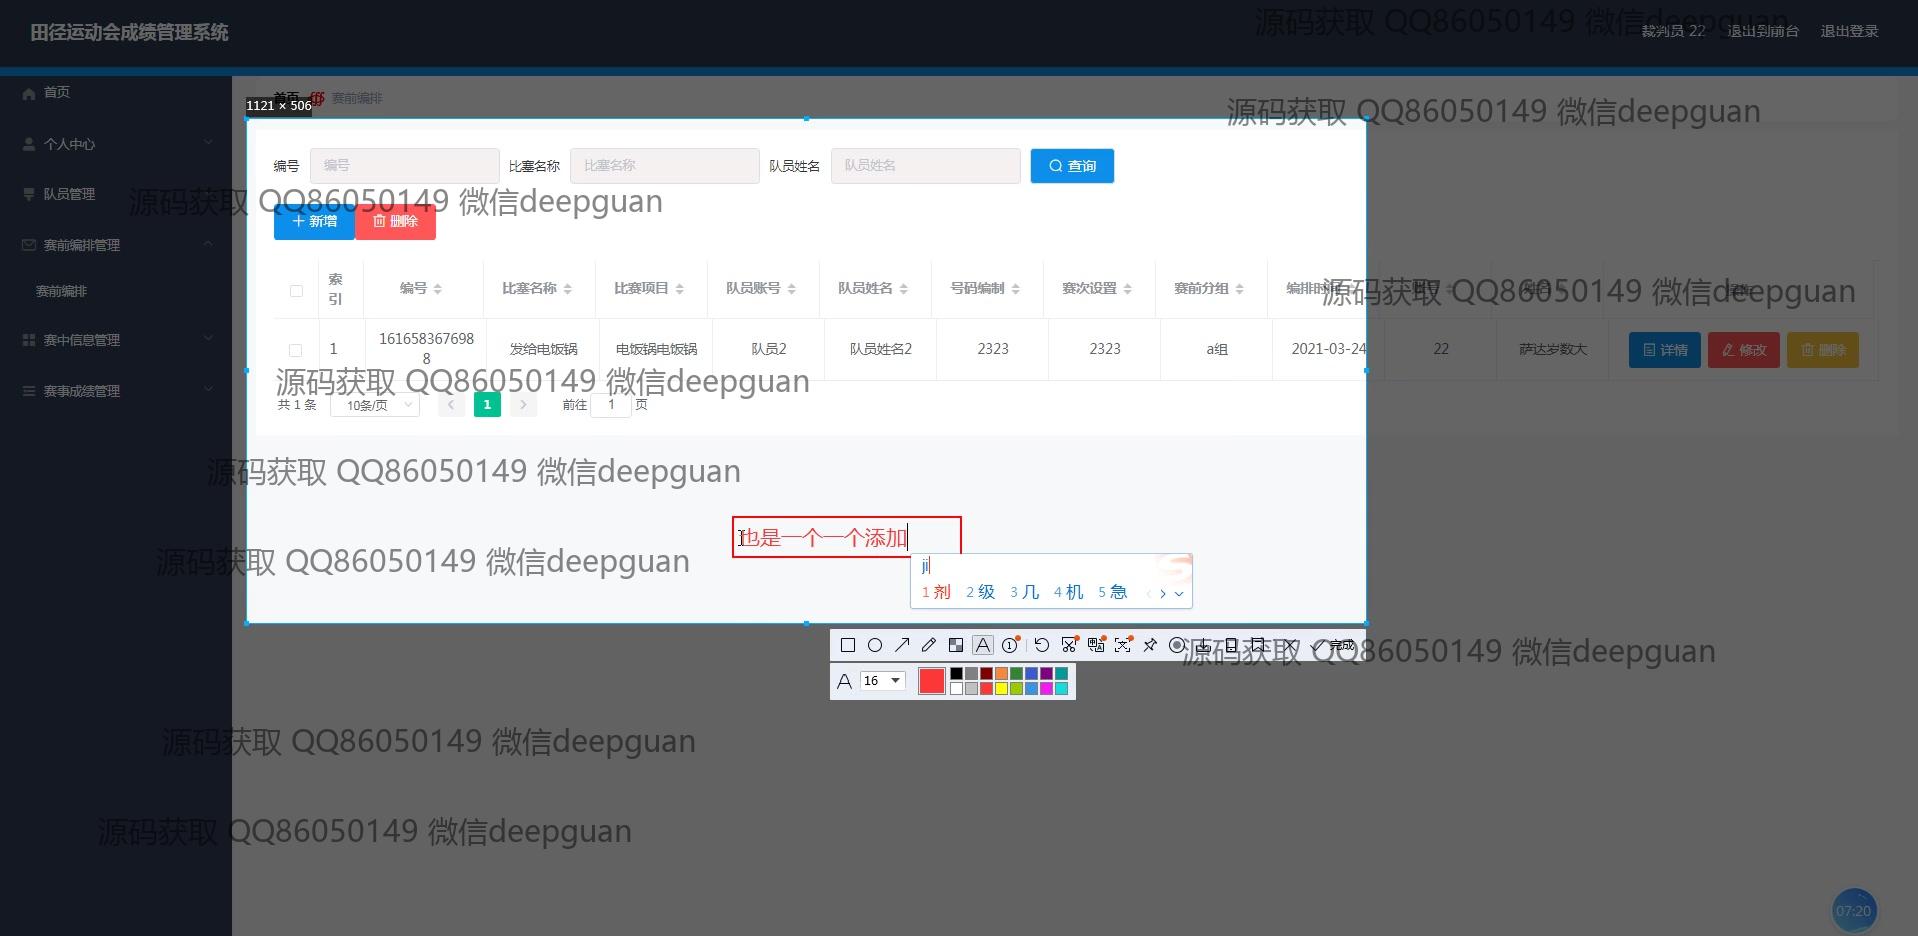 田径运动会成绩管理系统
源码获取 QQ86050149 微信deepguan
裁判员 22 退出到前台 退出登录
首页
个人中心
队员管理
赛前编排管理
赛前编排
赛中信息管理
赛事成绩管理
首页 赛前编排
1121 × 506
源码获取 QQ86050149 微信deepguan
编号 编号 比塞名称 比塞名称 队员姓名 队员姓名 查询
源码获取 QQ86050149 微信deepguan
新增 删除
索引 编号 比塞名称 比赛项目 队员账号 队员姓名 号码编制 赛次设置 赛前分组 编排时间
源码获取 QQ86050149 微信deepguan
1 1616583676988 发给电饭锅 电饭锅电饭锅 队员2 队员姓名2 2323 2323 a组 2021-03-24 22 萨达岁数大 详情 修改 删除
源码获取 QQ86050149 微信deepguan
共 1 条 10条/页 1 前往 1 页
源码获取 QQ86050149 微信deepguan
也是一个一个添加
源码获取 QQ86050149 微信deepguan
ji
1 剂 2 级 3 几 4 机 5 急
完成
源码获取 QQ86050149 微信deepguan
A 16
源码获取 QQ86050149 微信deepguan
源码获取 QQ86050149 微信deepguan
07:20